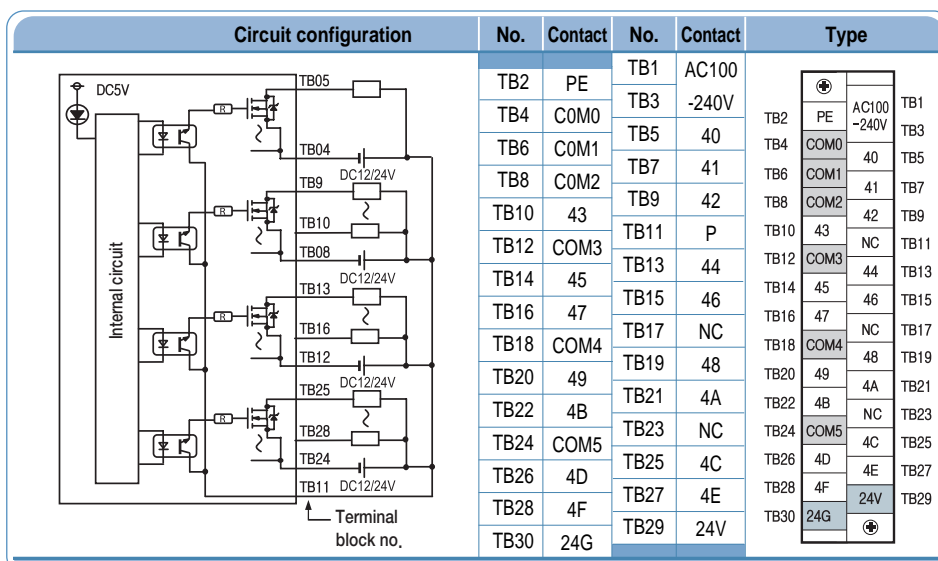 Circuit configuration
No. Contact No. Contact
Type
DC5V
Internal circuit
R
TB05
TB04
DC12/24V
R
TB9
TB10
TB08
DC12/24V
R
TB13
TB16
TB12
DC12/24V
R
TB25
TB28
TB24
TB11 DC12/24V
Terminal
block no.
TB2 PE
TB4 C0M0
TB6 C0M1
TB8 C0M2
TB10 43
TB12 COM3
TB14 45
TB16 47
TB18 COM4
TB20 49
TB22 4B
TB24 COM5
TB26 4D
TB28 4F
TB30 24G
TB1 AC100
TB3 -240V
TB5 40
TB7 41
TB9 42
TB11 P
TB13 44
TB15 46
TB17 NC
TB19 48
TB21 4A
TB23 NC
TB25 4C
TB27 4E
TB29 24V
TB2 PE
TB4 COM0
TB6 COM1
TB8 COM2
TB10 43
TB12 COM3
TB14 45
TB16 47
TB18 COM4
TB20 49
TB22 4B
TB24 COM5
TB26 4D
TB28 4F
TB30 24G
AC100 TB1
-240V TB3
40 TB5
41 TB7
42 TB9
NC TB11
44 TB13
46 TB15
NC TB17
48 TB19
4A TB21
NC TB23
4C TB25
4E TB27
24V TB29